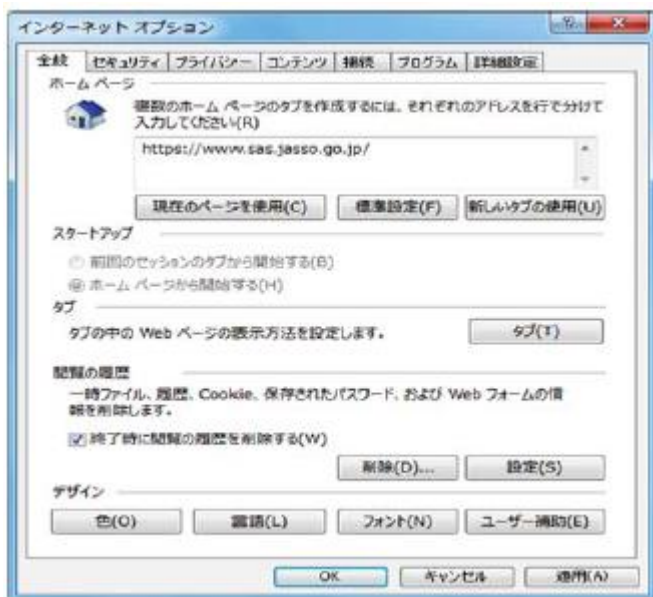 インターネット オプション
全般 セキュリティ プライバシー コンテンツ 接続 プログラム 詳細設定
ホーム ページ
複数のホーム ページのタブを作成するには、それぞれのアドレスを行で分けて
入力してください(R)
https://www.sas.jasso.go.jp/
現在のページを使用(C) 標準設定(F) 新しいタブの使用(U)
スタートアップ
前回のセッションのタブから開始する(B)
ホーム ページから開始する(H)
タブ
タブの中の Web ページの表示方法を設定します。 タブ(T)
閲覧の履歴
一時ファイル、履歴、Cookie、保存されたパスワード、および Web フォームの情
報を削除します。
終了時に閲覧の履歴を削除する(W)
削除(D)... 設定(S)
デザイン
色(O) 言語(L) フォント(N) ユーザー補助(E)
OK キャンセル 適用(A)